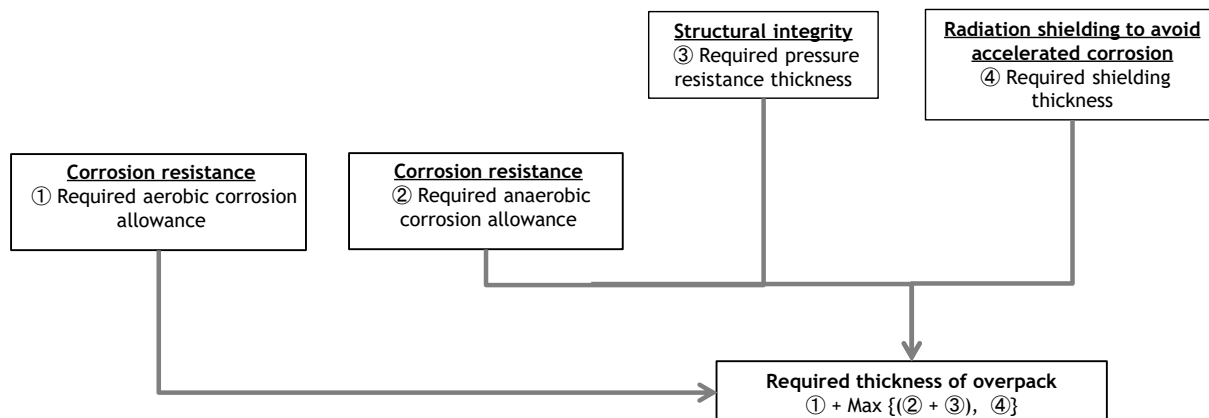 Structural integrity
③ Required pressure
resistance thickness
Radiation shielding to avoid
accelerated corrosion
④ Required shielding
thickness
Corrosion resistance
① Required aerobic corrosion
allowance
Corrosion resistance
② Required anaerobic
corrosion allowance
Required thickness of overpack
① + Max {(② + ③), ④}